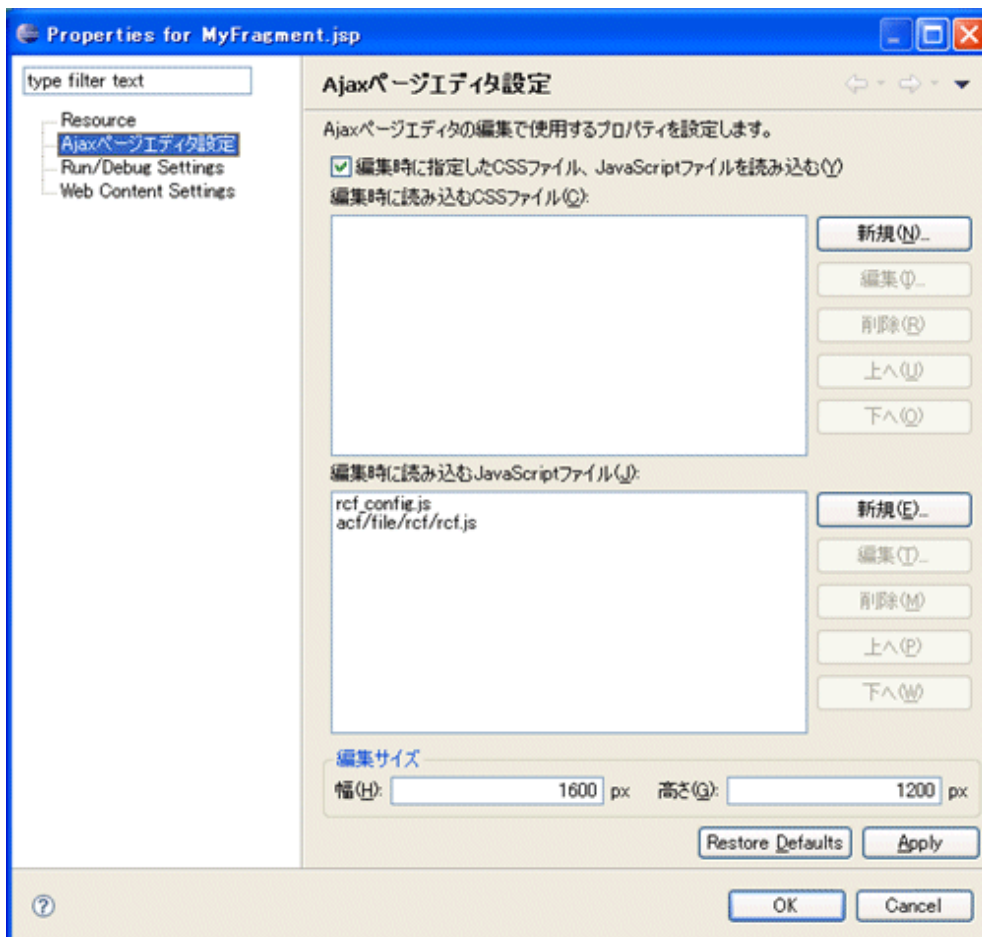 Properties for MyFragment.jsp
type filter text
Resource
Ajaxページエディタ設定
Run/Debug Settings
Web Content Settings
Ajaxページエディタ設定
Ajaxページエディタの編集で使用するプロパティを設定します。
編集時に指定したCSSファイル、JavaScriptファイルを読み込む(Y)
編集時に読み込むCSSファイル(C):
新規(N)...
編集(I)...
削除(R)
上へ(U)
下へ(O)
編集時に読み込むJavaScriptファイル(J):
rcf_config.js
acf/file/rcf/rcf.js
新規(E)...
編集(T)...
削除(M)
上へ(P)
下へ(W)
編集サイズ
幅(H): 1600 px 高さ(G): 1200 px
Restore Defaults Apply
OK Cancel